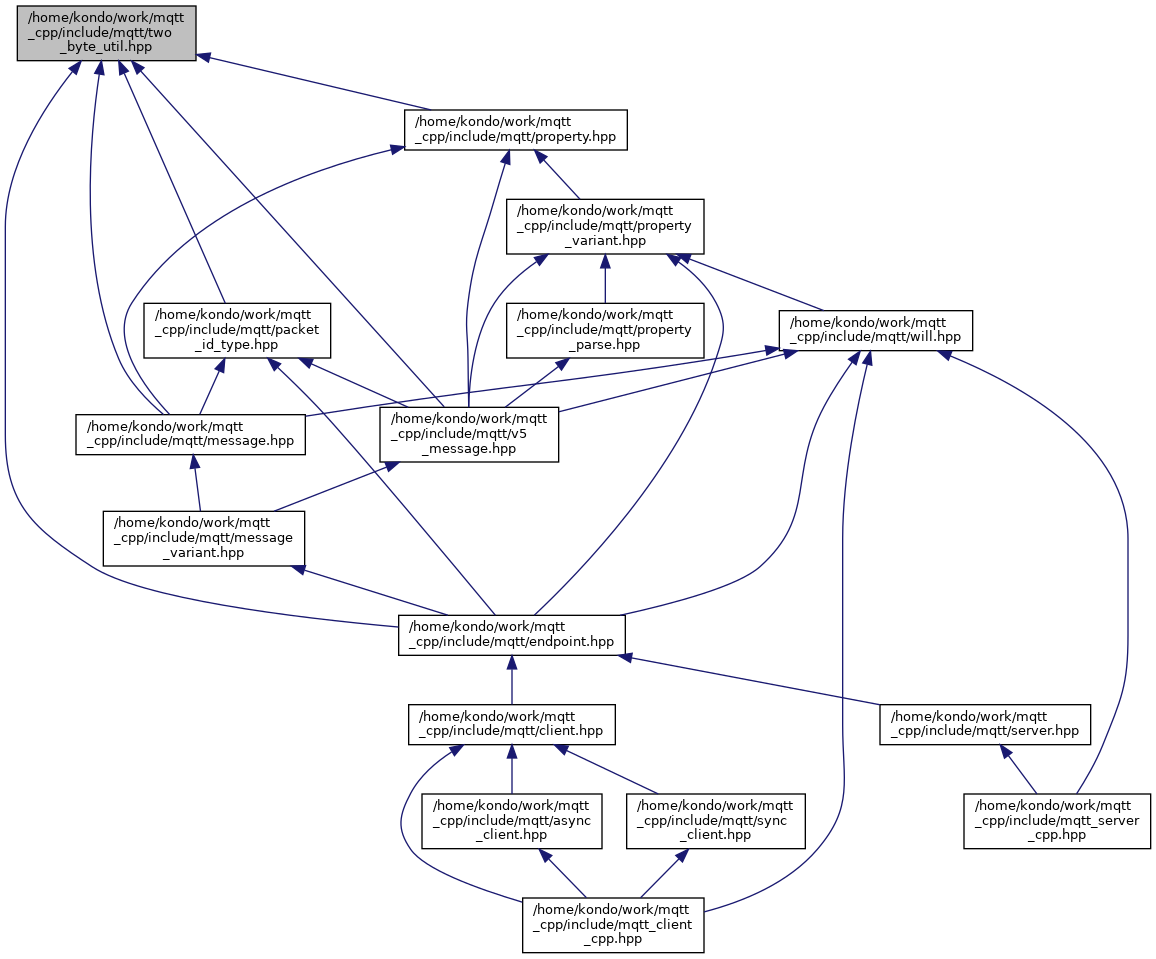 /home/kondo/work/mqtt
_cpp/include/mqtt/two
_byte_util.hpp
/home/kondo/work/mqtt
_cpp/include/mqtt/property.hpp
/home/kondo/work/mqtt
_cpp/include/mqtt/property
_variant.hpp
/home/kondo/work/mqtt
_cpp/include/mqtt/packet
_id_type.hpp
/home/kondo/work/mqtt
_cpp/include/mqtt/property
_parse.hpp
/home/kondo/work/mqtt
_cpp/include/mqtt/will.hpp
/home/kondo/work/mqtt
_cpp/include/mqtt/message.hpp
/home/kondo/work/mqtt
_cpp/include/mqtt/v5
_message.hpp
/home/kondo/work/mqtt
_cpp/include/mqtt/message
_variant.hpp
/home/kondo/work/mqtt
_cpp/include/mqtt/endpoint.hpp
/home/kondo/work/mqtt
_cpp/include/mqtt/client.hpp
/home/kondo/work/mqtt
_cpp/include/mqtt/server.hpp
/home/kondo/work/mqtt
_cpp/include/mqtt/async
_client.hpp
/home/kondo/work/mqtt
_cpp/include/mqtt/sync
_client.hpp
/home/kondo/work/mqtt
_cpp/include/mqtt_server
_cpp.hpp
/home/kondo/work/mqtt
_cpp/include/mqtt_client
_cpp.hpp